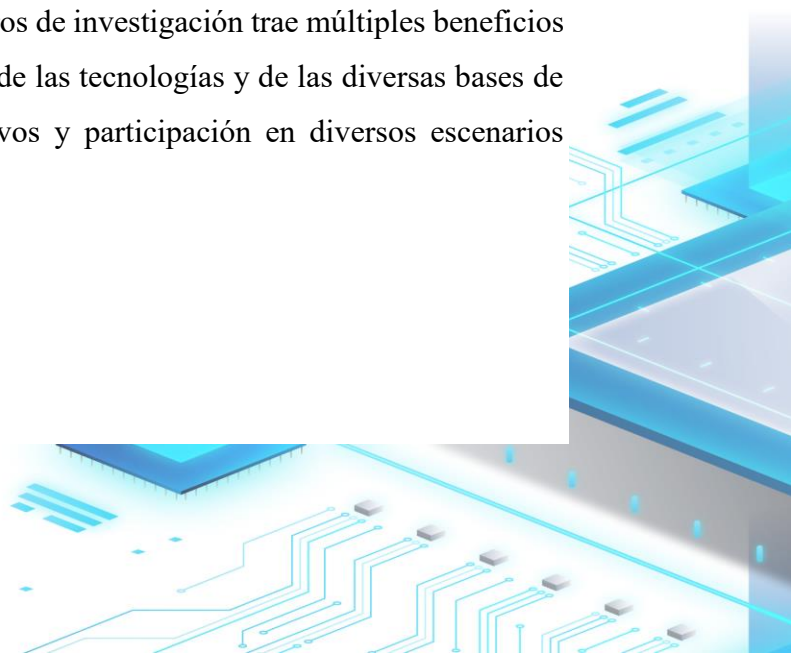 os de investigación trae múltiples beneficios
de las tecnologías y de las diversas bases de
vos y participación en diversos escenarios